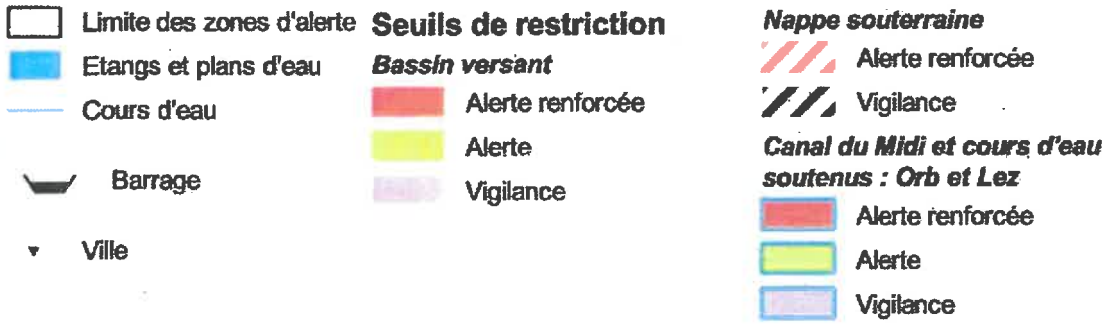 Limite des zones d'alerte
Etangs et plans d'eau
Cours d'eau
Barrage
Ville
Seuils de restriction
Bassin versant
Alerte renforcée
Alerte
Vigilance
Nappe souterraine
Alerte renforcée
Vigilance
Canal du Midi et cours d'eau
soutenus : Orb et Lez
Alerte renforcée
Alerte
Vigilance